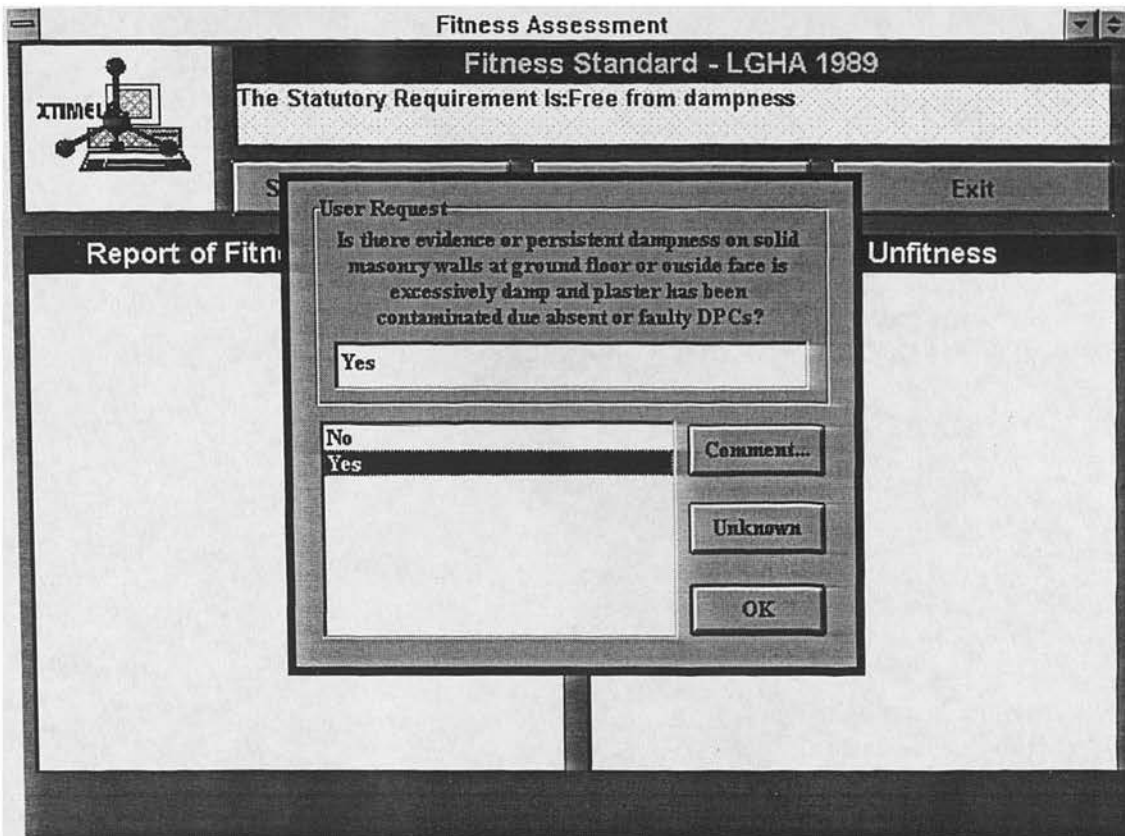 Fitness Assessment
Fitness Standard - LGHA 1989
The Statutory Requirement Is:Free from dampness
XTIMEL
S
Exit
Report of Fitn
Unfitness
User Request
Is there evidence or persistent dampness on solid
masonry walls at ground floor or ouside face is
excessively damp and plaster has been
contaminated due absent or faulty DPCs?
Yes
No
Yes
Comment...
Unknown
OK